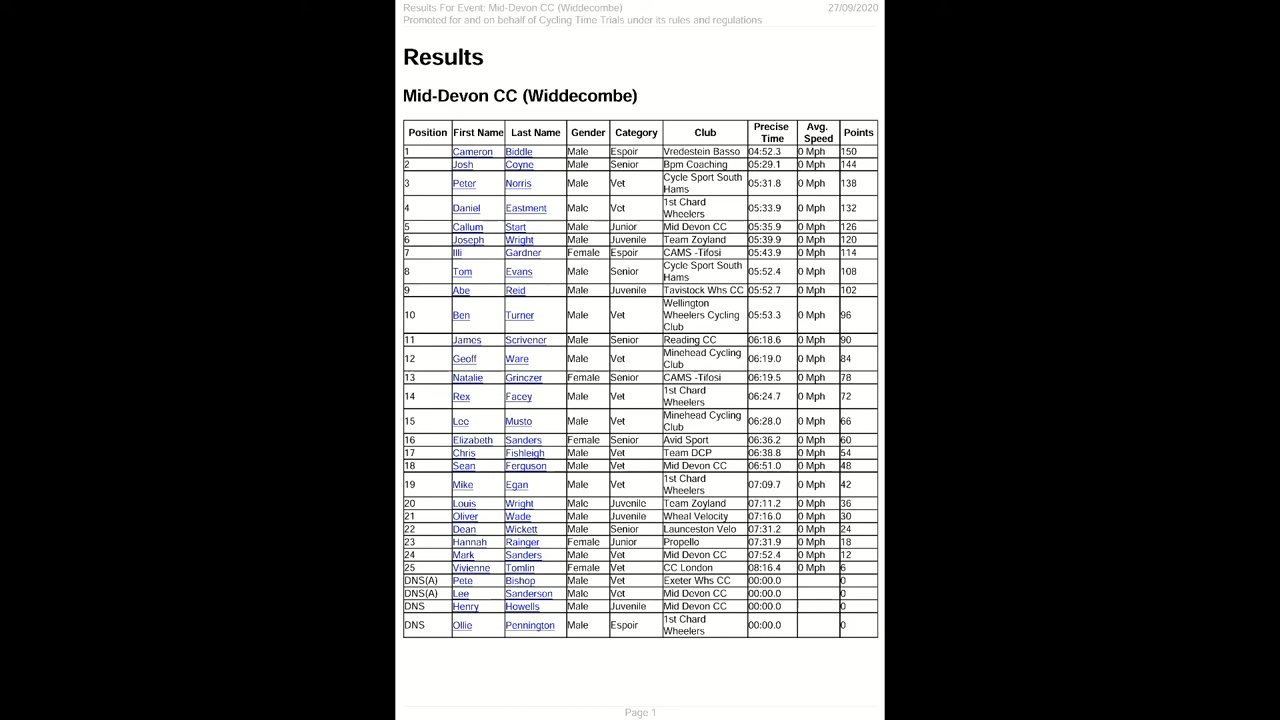 Results For Event: Mid-Devon CC (Widdecombe) 27/09/2020
Promoted for and on behalf of Cycling Time Trials under its rules and regulations
Results
Mid-Devon CC (Widdecombe)
Position First Name Last Name Gender Category Club Precise Time Avg. Speed Points
1 Cameron Biddle Male Espoir Vredestein Basso 04:52.3 0 Mph 150
2 Josh Coyne Male Senior Bpm Coaching 05:29.1 0 Mph 144
3 Peter Norris Male Vet Cycle Sport South Hams 05:31.8 0 Mph 138
4 Daniel Eastment Male Vet 1st Chard Wheelers 05:33.9 0 Mph 132
5 Callum Start Male Junior Mid Devon CC 05:35.9 0 Mph 126
6 Joseph Wright Male Juvenile Team Zoyland 05:39.9 0 Mph 120
7 Illi Gardner Female Espoir CAMS -Tifosi 05:43.9 0 Mph 114
8 Tom Evans Male Senior Cycle Sport South Hams 05:52.4 0 Mph 108
9 Abe Reid Male Juvenile Tavistock Whs CC 05:52.7 0 Mph 102
10 Ben Turner Male Vet Wellington Wheelers Cycling Club 05:53.3 0 Mph 96
11 James Scrivener Male Senior Reading CC 06:18.6 0 Mph 90
12 Geoff Ware Male Vet Minehead Cycling Club 06:19.0 0 Mph 84
13 Natalie Grinczer Female Senior CAMS -Tifosi 06:19.5 0 Mph 78
14 Rex Facey Male Vet 1st Chard Wheelers 06:24.7 0 Mph 72
15 Lee Musto Male Vet Minehead Cycling Club 06:28.0 0 Mph 66
16 Elizabeth Sanders Female Senior Avid Sport 06:36.2 0 Mph 60
17 Chris Fishleigh Male Vet Team DCP 06:38.8 0 Mph 54
18 Sean Ferguson Male Vet Mid Devon CC 06:51.0 0 Mph 48
19 Mike Egan Male Vet 1st Chard Wheelers 07:09.7 0 Mph 42
20 Louis Wright Male Juvenile Team Zoyland 07:11.2 0 Mph 36
21 Oliver Wade Male Juvenile Wheal Velocity 07:16.0 0 Mph 30
22 Dean Wickett Male Senior Launceston Velo 07:31.2 0 Mph 24
23 Hannah Rainger Female Junior Propello 07:31.9 0 Mph 18
24 Mark Sanders Male Vet Mid Devon CC 07:52.4 0 Mph 12
25 Vivienne Tomlin Female Vet CC London 08:16.4 0 Mph 6
DNS(A) Pete Bishop Male Vet Exeter Whs CC 00:00.0 0
DNS(A) Lee Sanderson Male Vet Mid Devon CC 00:00.0 0
DNS Henry Howells Male Juvenile Mid Devon CC 00:00.0 0
DNS Ollie Pennington Male Espoir 1st Chard Wheelers 00:00.0 0
Page 1